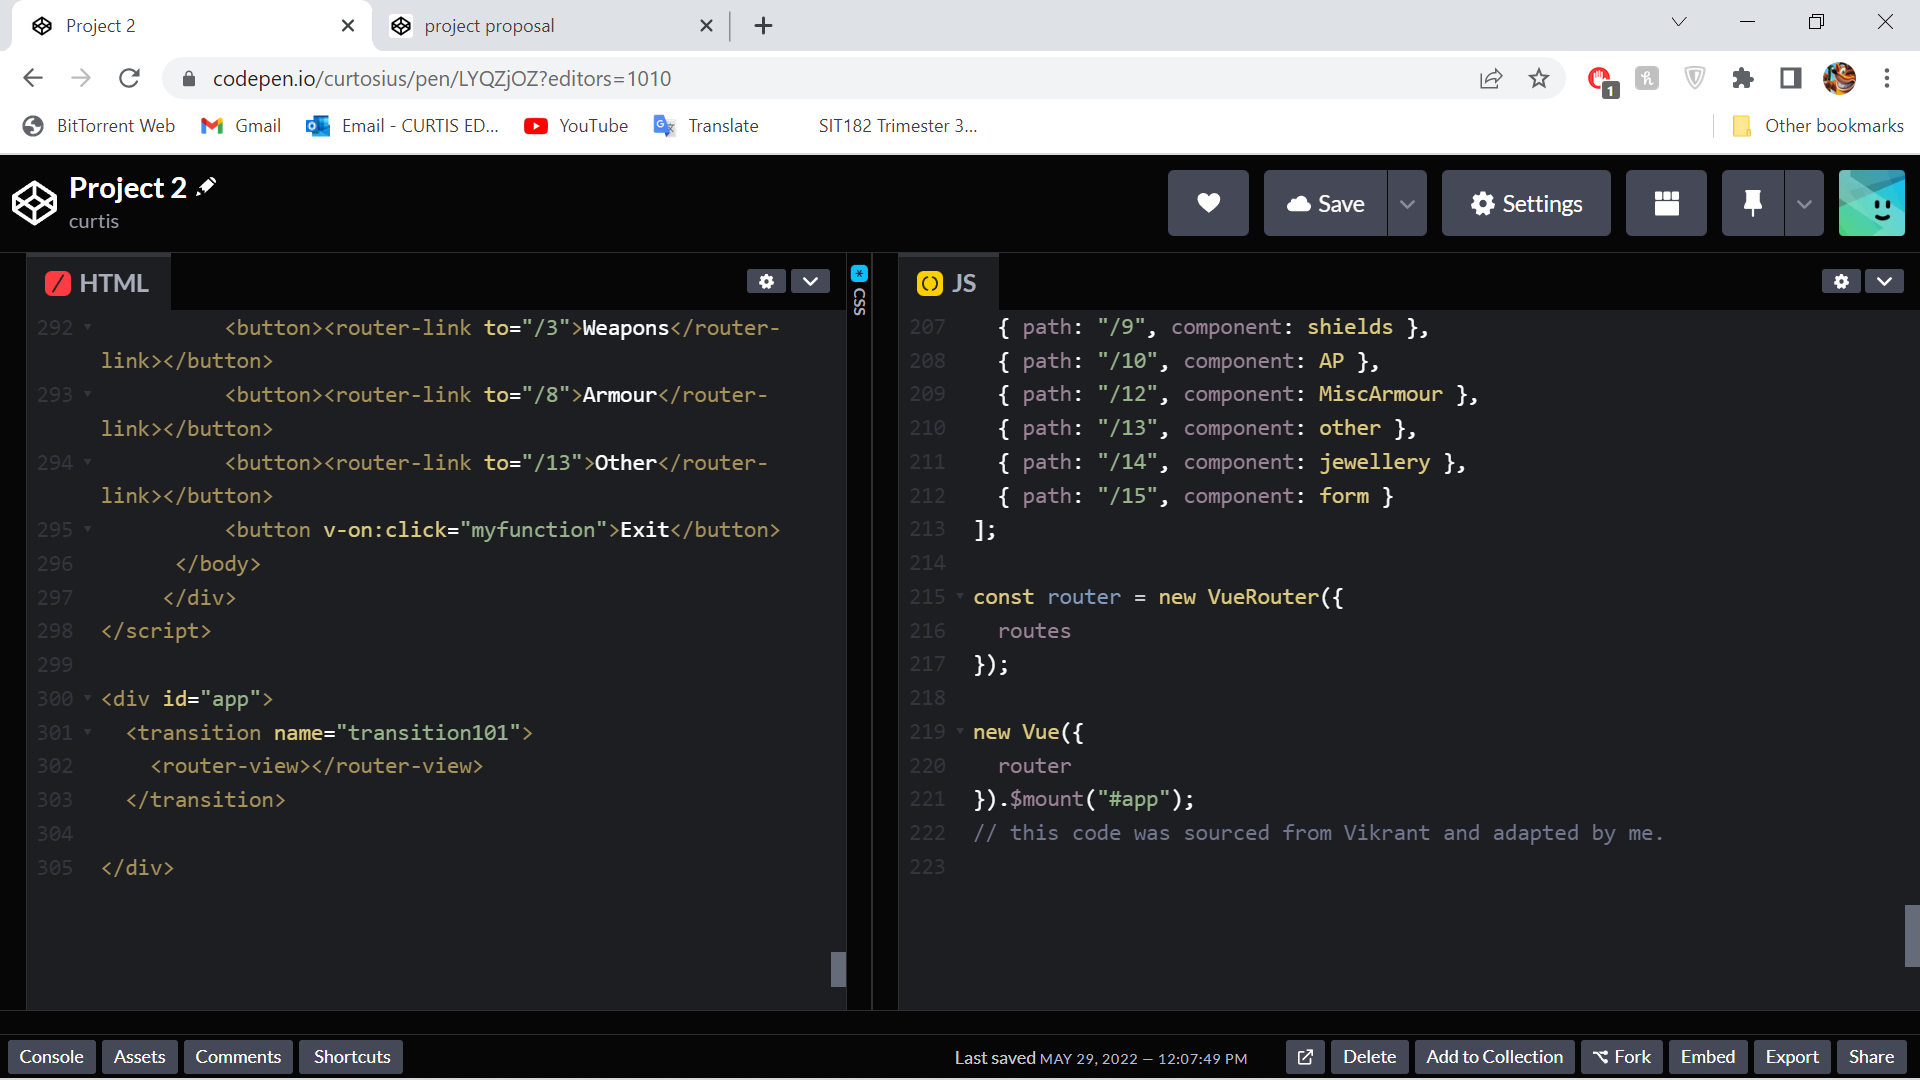 Project 2
project proposal
codepen.io/curtosius/pen/LYQZjOZ?editors=1010
1
BitTorrent Web
Gmail
Email - CURTIS ED...
YouTube
Translate
SIT182 Trimester 3...
Other bookmarks
Project 2
curtis
Save
Settings
HTML
CSS
JS
292 <button><router-link to="/3">Weapons</router-
link></button>
293 <button><router-link to="/8">Armour</router-
link></button>
294 <button><router-link to="/13">Other</router-
link></button>
295 <button v-on:click="myfunction">Exit</button>
296 </body>
297 </div>
298 </script>
299
300 <div id="app">
301 <transition name="transition101">
302 <router-view></router-view>
303 </transition>
304
305 </div>
207 { path: "/9", component: shields },
208 { path: "/10", component: AP },
209 { path: "/12", component: MiscArmour },
210 { path: "/13", component: other },
211 { path: "/14", component: jewellery },
212 { path: "/15", component: form }
213 ];
214
215 const router = new VueRouter({
216 routes
217 });
218
219 new Vue({
220 router
221 }).$mount("#app");
222 // this code was sourced from Vikrant and adapted by me.
223
Console
Assets
Comments
Shortcuts
Last saved MAY 29, 2022 — 12:07:49 PM
Delete
Add to Collection
Fork
Embed
Export
Share